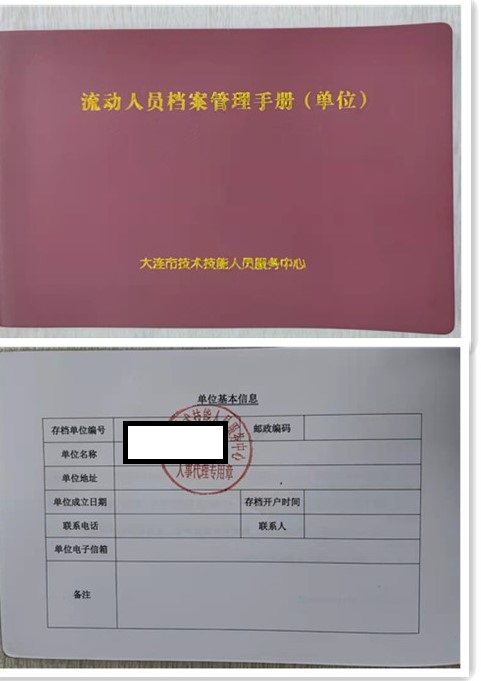 流动人员档案管理手册（单位）
大连市技术技能人员服务中心
单位基本信息
存档单位编号
邮政编码
单位名称
单位地址
人事代理专用章
单位成立日期
存档开户时间
联系电话
联系人
单位电子信箱
备注